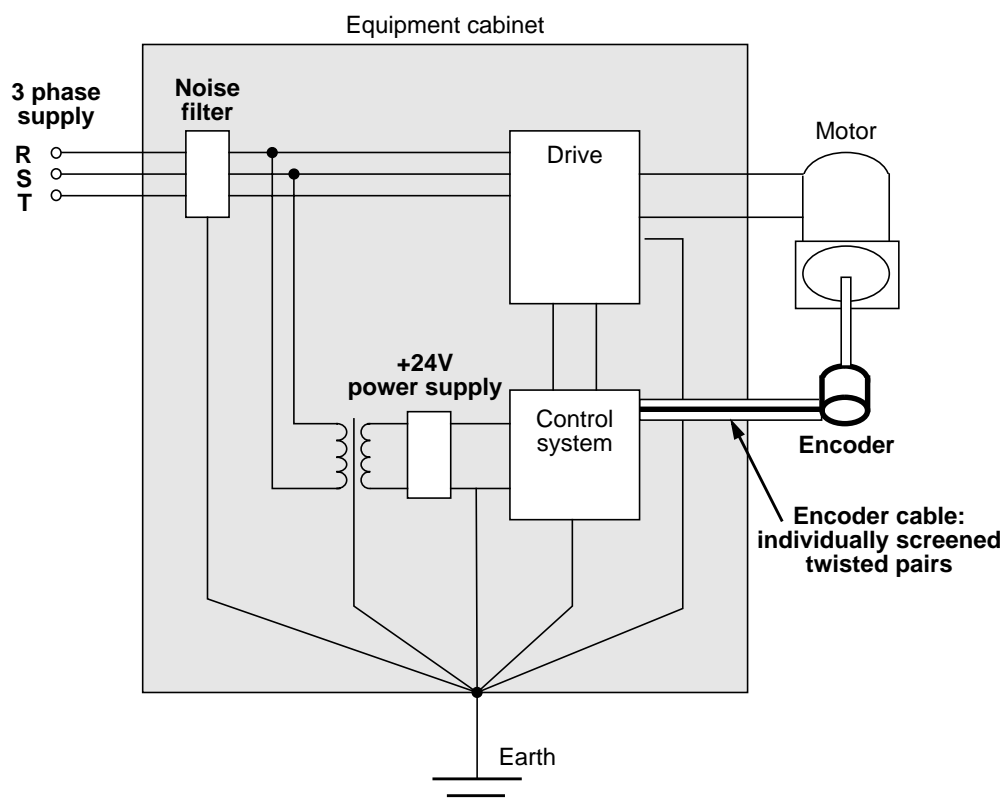 Equipment cabinet
3 phase
supply
Noise
filter
R
S
T
Drive
Motor
+24V
power supply
Control
system
Encoder
Encoder cable:
individually screened
twisted pairs
Earth